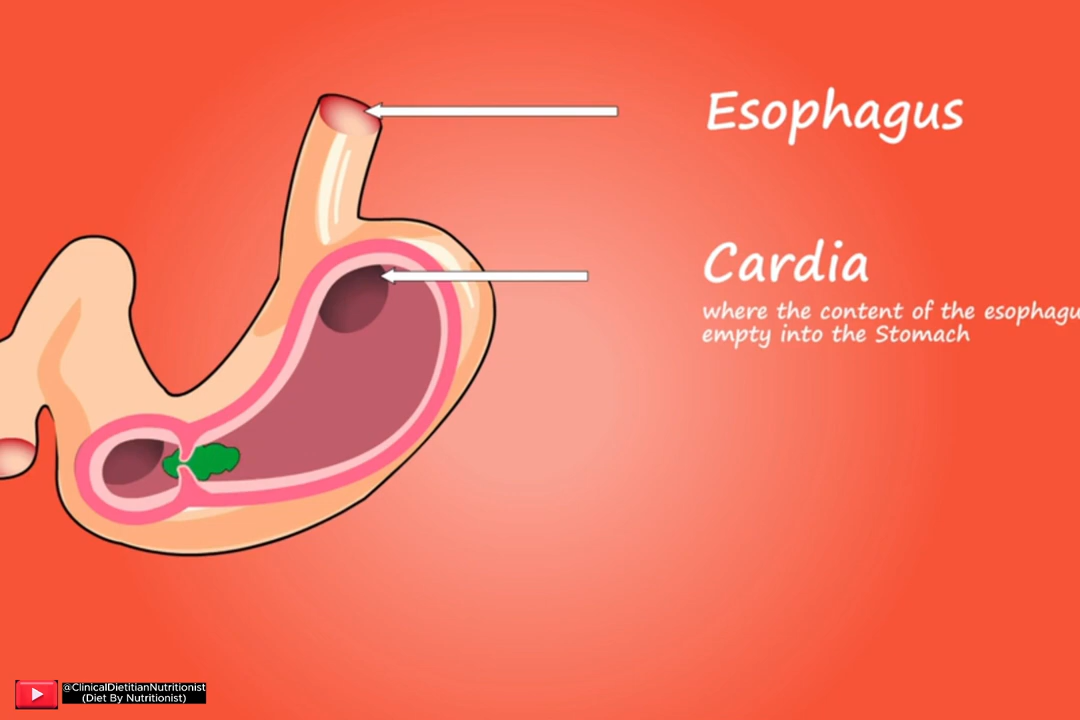 Esophagus
Cardia
where the content of the esophagu
empty into the Stomach
@ClinicalDietitianNutritionist
(Diet By Nutritionist)